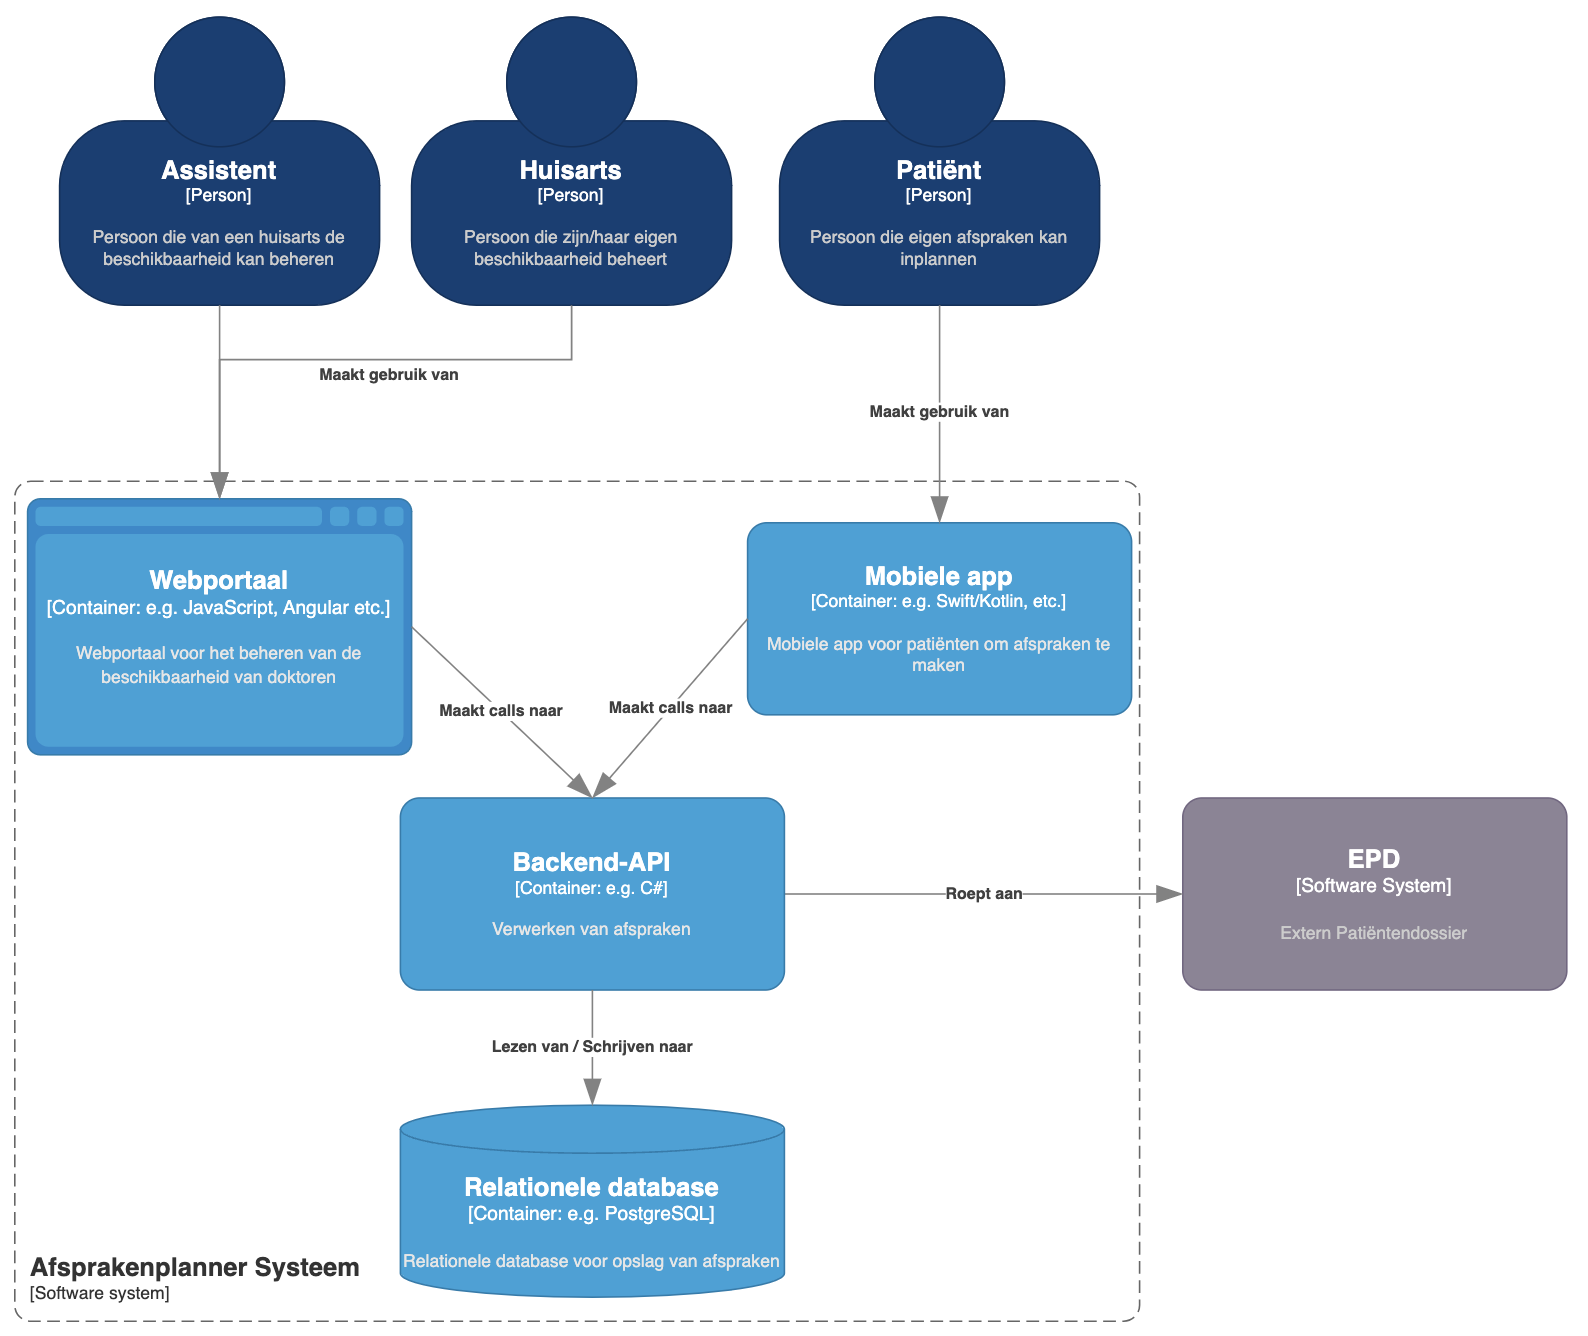 Assistent
[Person]
Persoon die van een huisarts de
beschikbaarheid kan beheren
Huisarts
[Person]
Persoon die zijn/haar eigen
beschikbaarheid beheert
Patiënt
[Person]
Persoon die eigen afspraken kan
inplannen
Maakt gebruik van
Maakt gebruik van
Webportaal
[Container: e.g. JavaScript, Angular etc.]
Webportaal voor het beheren van de
beschikbaarheid van doktoren
Mobiele app
[Container: e.g. Swift/Kotlin, etc.]
Mobiele app voor patiënten om afspraken te
maken
Maakt calls naar
Maakt calls naar
Backend-API
[Container: e.g. C#]
Verwerken van afspraken
Roept aan
EPD
[Software System]
Extern Patiëntendossier
Lezen van / Schrijven naar
Relationele database
[Container: e.g. PostgreSQL]
Relationele database voor opslag van afspraken
Afsprakenplanner Systeem
[Software system]